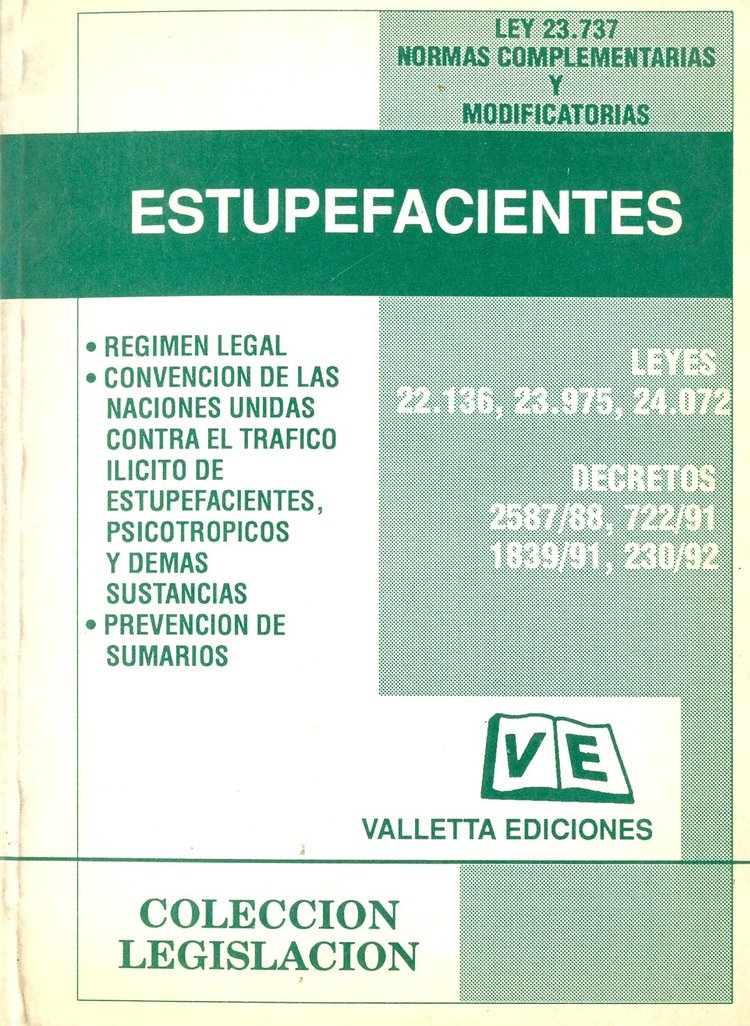 LEY 23.737
NORMAS COMPLEMENTARIAS
Y
MODIFICATORIAS
ESTUPEFACIENTES
• REGIMEN LEGAL
• CONVENCION DE LAS
NACIONES UNIDAS
CONTRA EL TRAFICO
ILICITO DE
ESTUPEFACIENTES,
PSICOTROPICOS
Y DEMAS
SUSTANCIAS
• PREVENCION DE
SUMARIOS
LEYES
22.136, 23.975, 24.072
DECRETOS
2587/88, 722/91
1839/91, 230/92
VE
VALLETTA EDICIONES
COLECCION
LEGISLACION